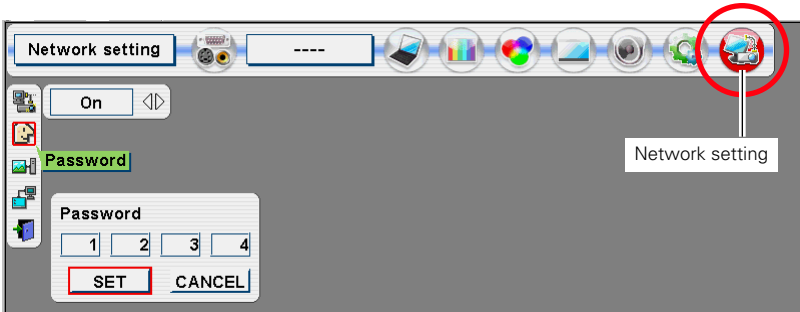 Network setting
----
On
Password
Network setting
Password
1 2 3 4
SET CANCEL